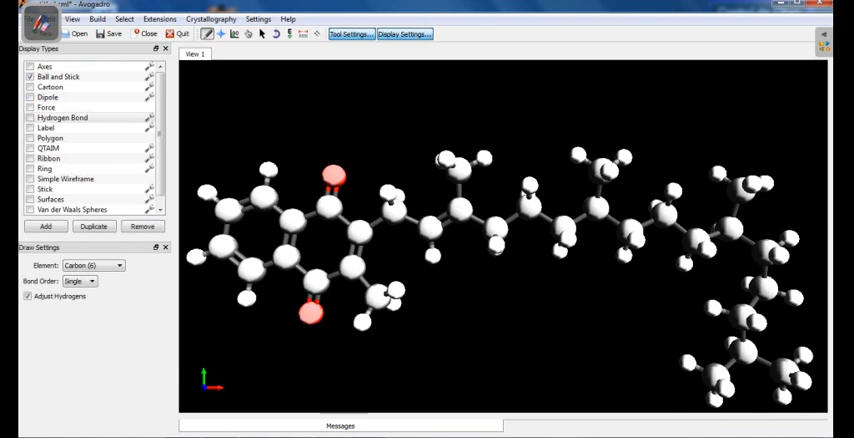 - Avogadro
View Build Select Extensions Crystallography Settings Help
Open Save Close Quit Tool Settings... Display Settings...
Display Types
View 1
Axes
Ball and Stick
Cartoon
Dipole
Force
Hydrogen Bond
Label
Polygon
QTAIM
Ribbon
Ring
Simple Wireframe
Stick
Surfaces
Van der Waals Spheres
Add Duplicate Remove
Draw Settings
Element: Carbon (6)
Bond Order: Single
Adjust Hydrogens
Messages